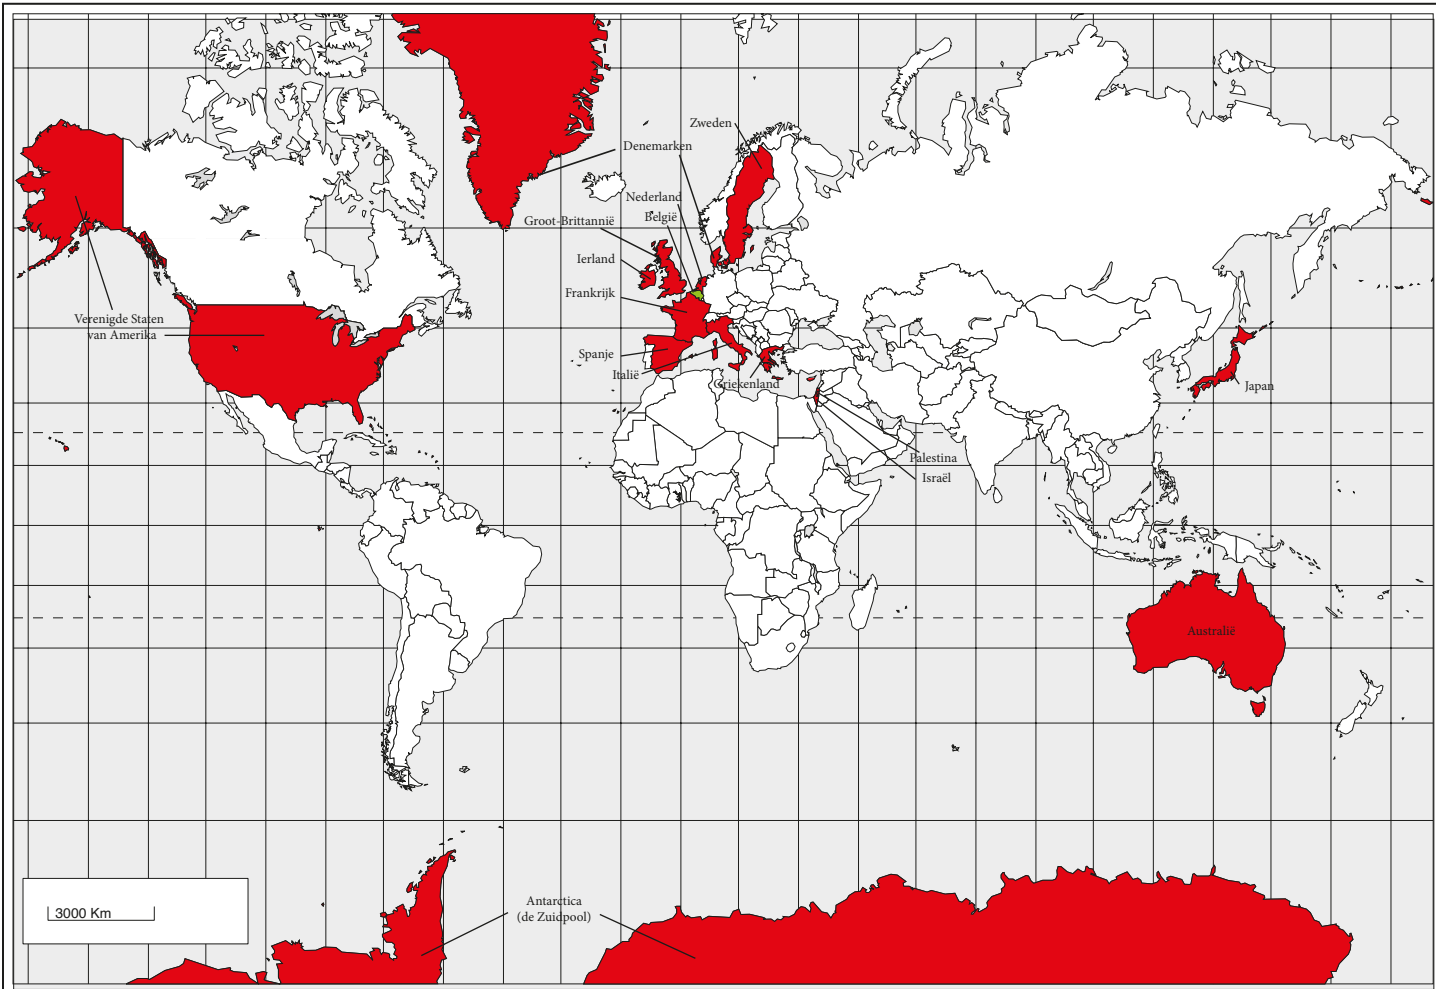 Zweden
Denemarken
Nederland
België
Groot-Brittannië
Ierland
Frankrijk
Verenigde Staten
van Amerika
Spanje
Italië
Griekenland
Japan
Palestina
Israël
Australië
Antarctica
(de Zuidpool)
3000 Km